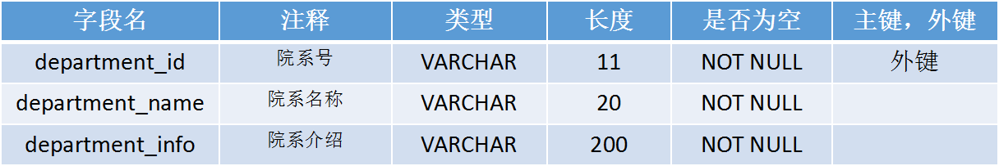 字段名 注释 类型 长度 是否为空 主键，外键
department_id 院系号 VARCHAR 11 NOT NULL 外键
department_name 院系名称 VARCHAR 20 NOT NULL
department_info 院系介绍 VARCHAR 200 NOT NULL